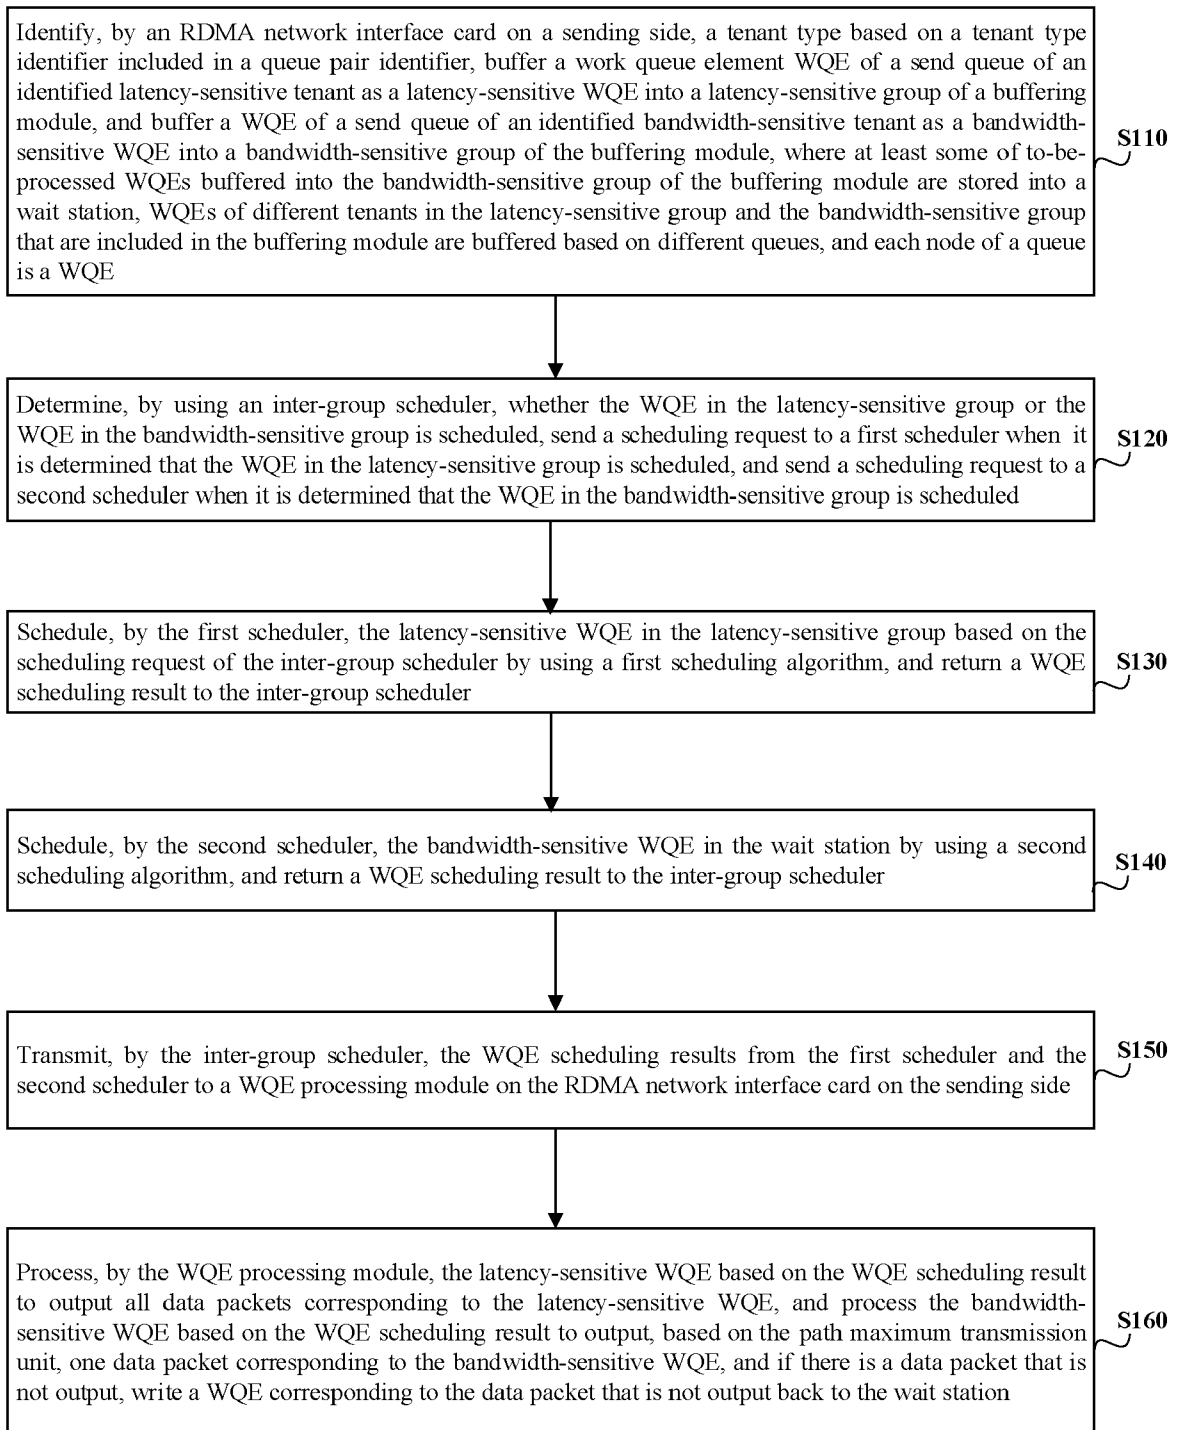 Identify, by an RDMA network interface card on a sending side, a tenant type based on a tenant type
identifier included in a queue pair identifier, buffer a work queue element WQE of a send queue of an
identified latency-sensitive tenant as a latency-sensitive WQE into a latency-sensitive group of a buffering
module, and buffer a WQE of a send queue of an identified bandwidth-sensitive tenant as a bandwidth-
sensitive WQE into a bandwidth-sensitive group of the buffering module, where at least some of to-be-
processed WQEs buffered into the bandwidth-sensitive group of the buffering module are stored into a
wait station, WQEs of different tenants in the latency-sensitive group and the bandwidth-sensitive group
that are included in the buffering module are buffered based on different queues, and each node of a queue
is a WQE
S110
Determine, by using an inter-group scheduler, whether the WQE in the latency-sensitive group or the
WQE in the bandwidth-sensitive group is scheduled, send a scheduling request to a first scheduler when it
is determined that the WQE in the latency-sensitive group is scheduled, and send a scheduling request to a
second scheduler when it is determined that the WQE in the bandwidth-sensitive group is scheduled
S120
Schedule, by the first scheduler, the latency-sensitive WQE in the latency-sensitive group based on the
scheduling request of the inter-group scheduler by using a first scheduling algorithm, and return a WQE
scheduling result to the inter-group scheduler
S130
Schedule, by the second scheduler, the bandwidth-sensitive WQE in the wait station by using a second
scheduling algorithm, and return a WQE scheduling result to the inter-group scheduler
S140
Transmit, by the inter-group scheduler, the WQE scheduling results from the first scheduler and the
second scheduler to a WQE processing module on the RDMA network interface card on the sending side
S150
Process, by the WQE processing module, the latency-sensitive WQE based on the WQE scheduling result
to output all data packets corresponding to the latency-sensitive WQE, and process the bandwidth-
sensitive WQE based on the WQE scheduling result to output, based on the path maximum transmission
unit, one data packet corresponding to the bandwidth-sensitive WQE, and if there is a data packet that is
not output, write a WQE corresponding to the data packet that is not output back to the wait station
S160